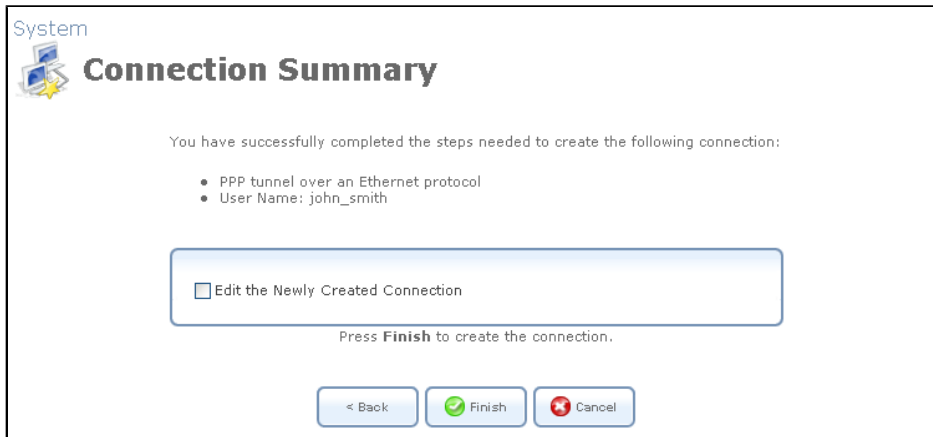 System
Connection Summary
You have successfully completed the steps needed to create the following connection:
• PPP tunnel over an Ethernet protocol
• User Name: john_smith
Edit the Newly Created Connection
Press Finish to create the connection.
< Back
Finish
Cancel